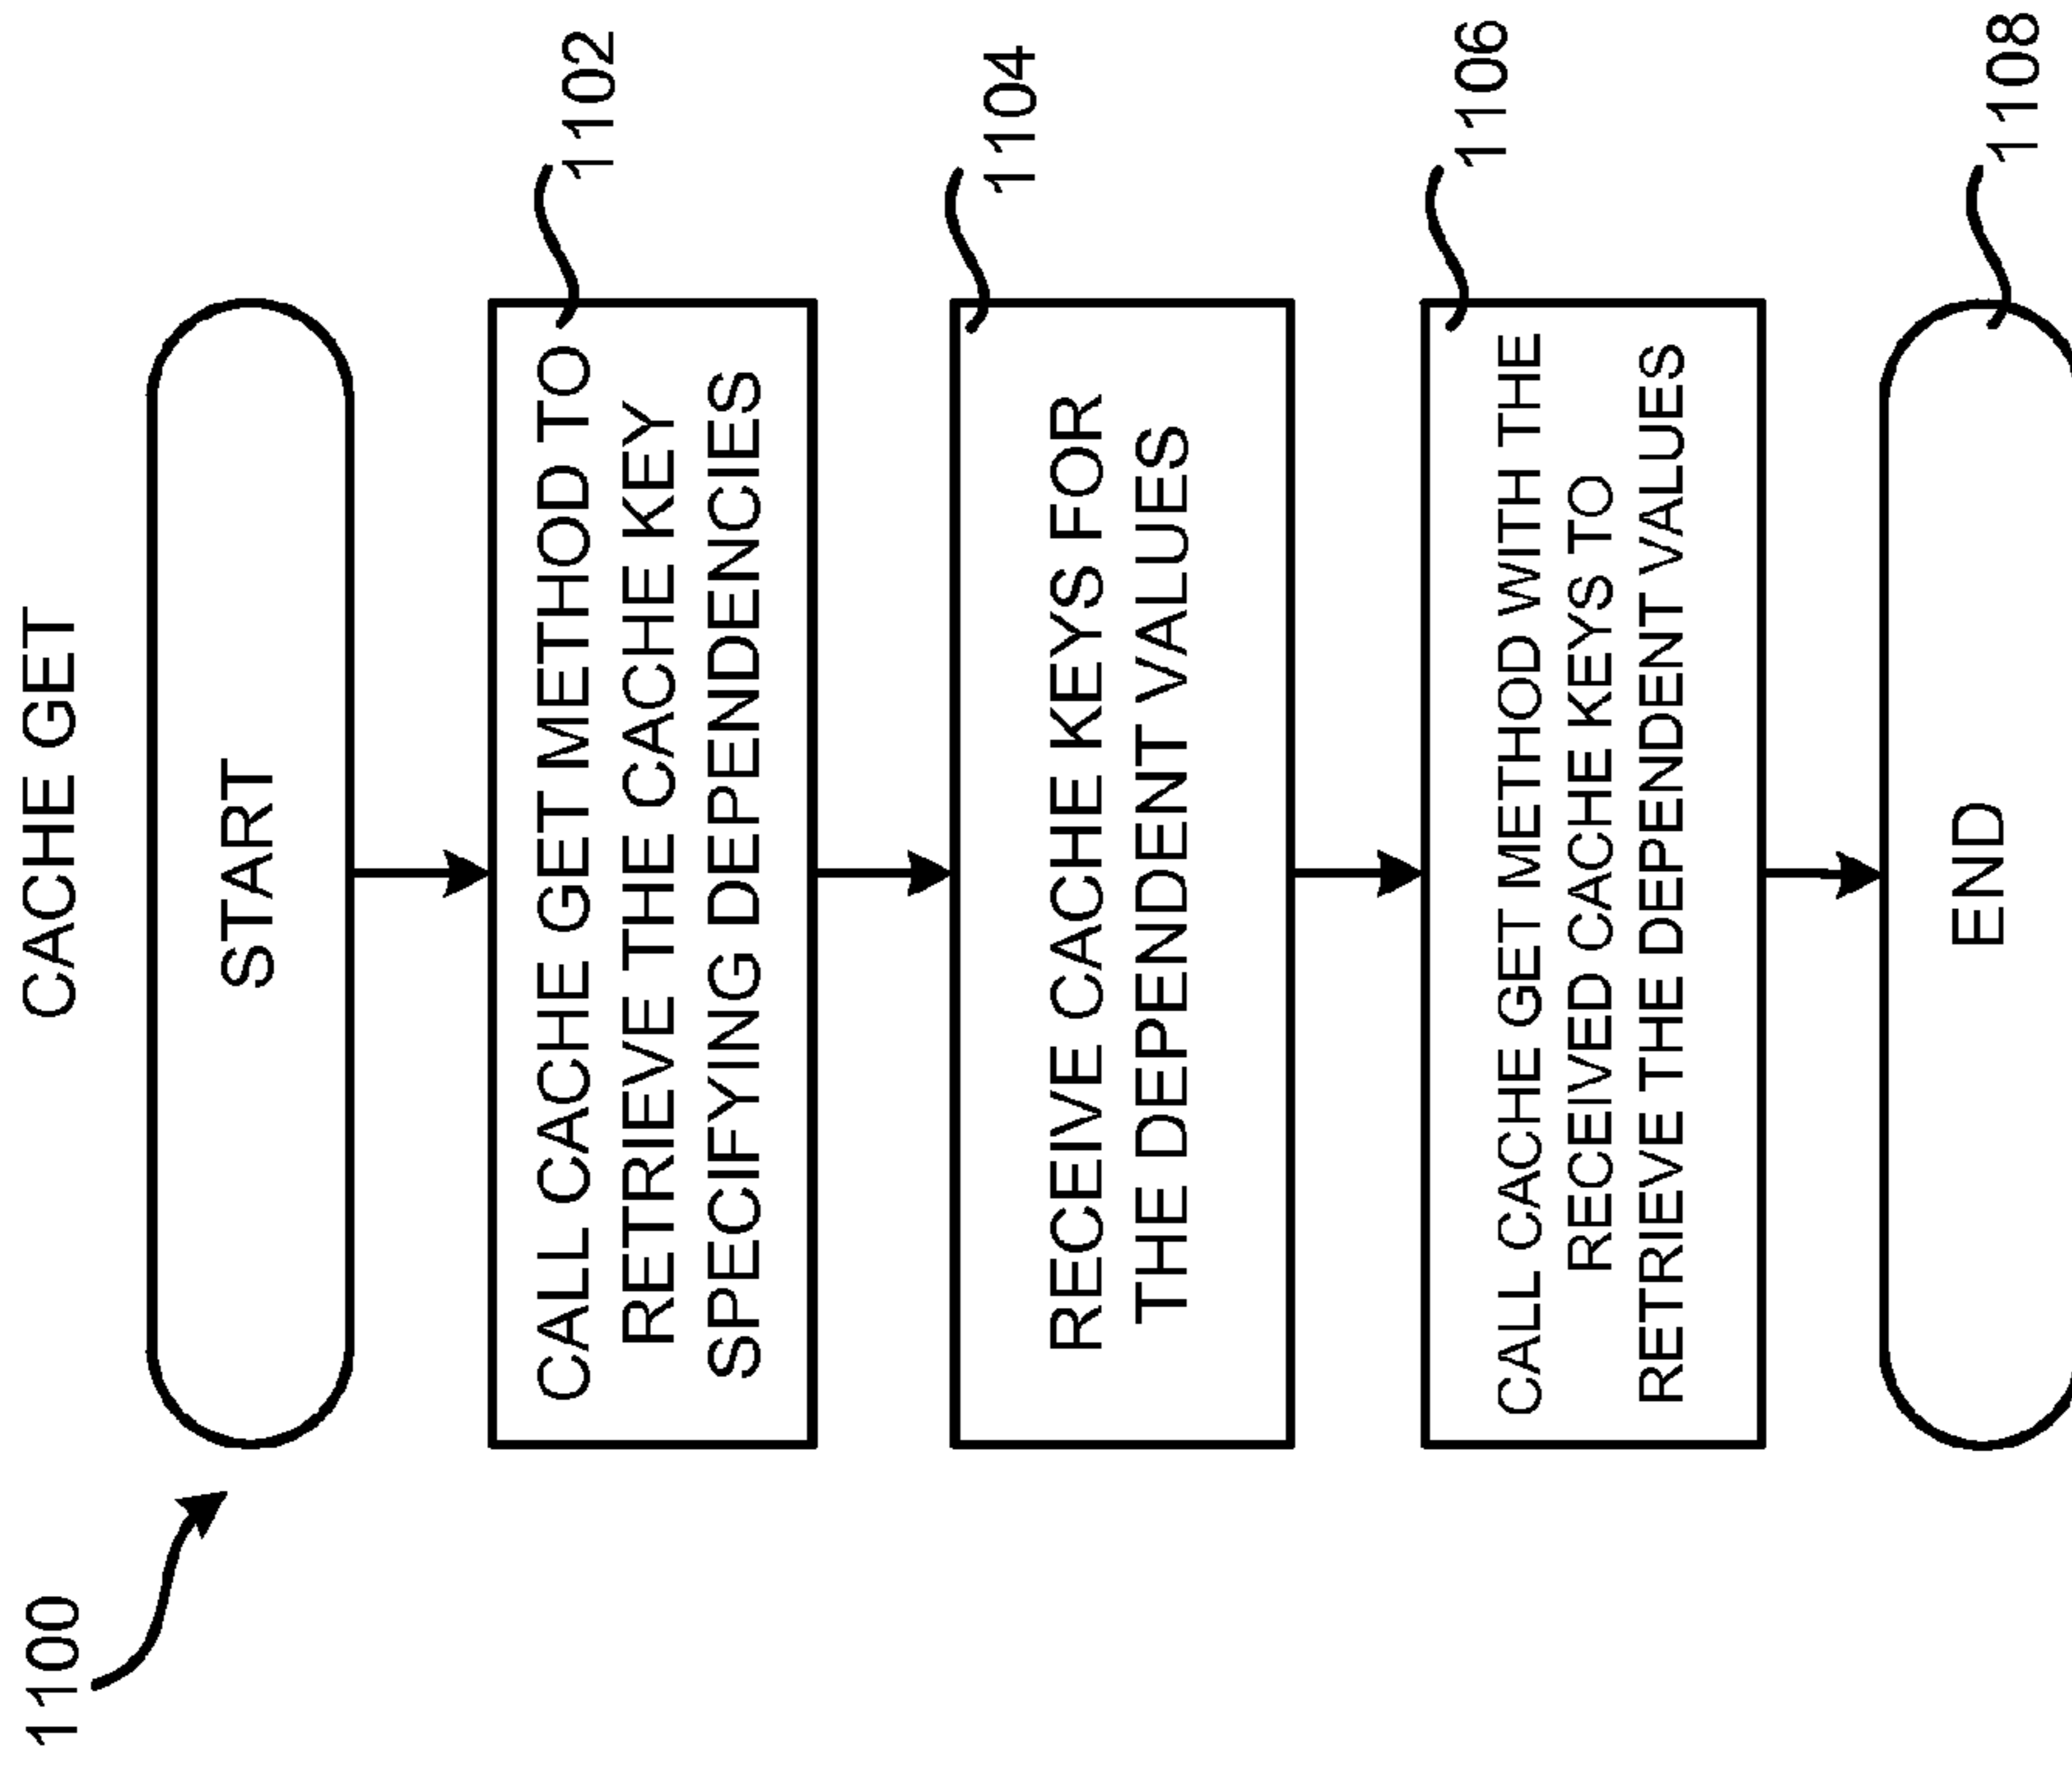 1100
CACHE GET
START
CALL CACHE GET METHOD TO
RETRIEVE THE CACHE KEY
SPECIFYING DEPENDENCIES
1102
RECEIVE CACHE KEYS FOR
THE DEPENDENT VALUES
1104
CALL CACHE GET METHOD WITH THE
RECEIVED CACHE KEYS TO
RETRIEVE THE DEPENDENT VALUES
1106
END
1108